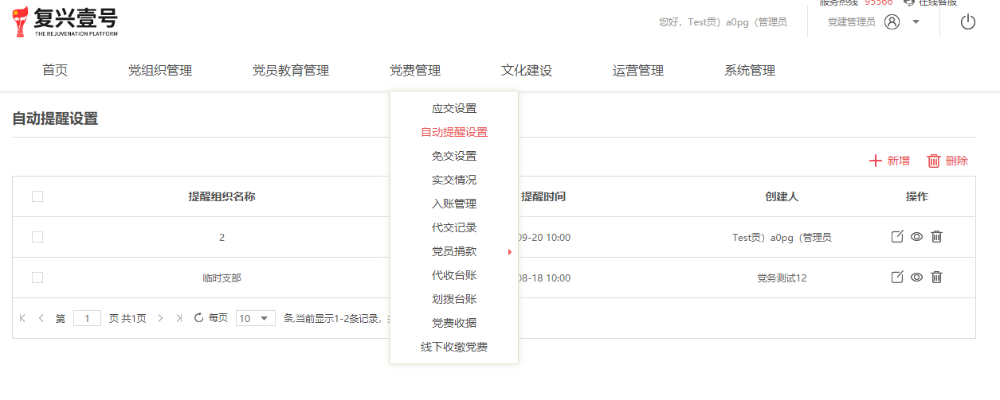 服务热线 95566 在线客服
复兴壹号
THE REJUVENATION PLATFORM
您好，Test贡）a0pg（管理员
党建管理员
首页 党组织管理 党员教育管理 党费管理 文化建设 运营管理 系统管理
自动提醒设置
应交设置
自动提醒设置
免交设置
实交情况
入账管理
代交记录
党员捐款
代收台账
划拨台账
党费收据
线下收缴党费
新增 删除
提醒组织名称 提醒时间 创建人 操作
2 09-20 10:00 Test贡）a0pg（管理员
临时支部 08-18 10:00 党务测试12
第 1 页 共1页 每页 10 条,当前显示1-2条记录，